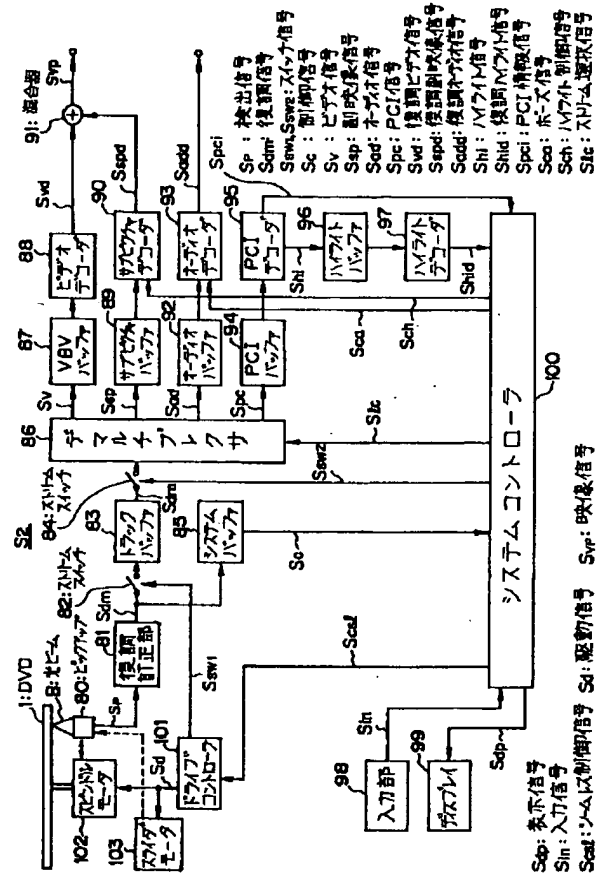 S2
1:DVD
8:光ビーム
80:ピックアップ
SP
スピンドル
モータ
102
スライダ
モータ
103
Sd
ドライブ
コントローラ
101
復調
訂正部
81
Sdm
82:ストリーム
スイッチ
Ssw1
トラック
バッファ
83
84:ストリーム
スイッチ
Sdm
システム
バッファ
85
Ssw2
Sc
デマルチプレクサ
86
Sv
Ssp
Sad
Spc
VBV
バッファ
87
ビデオ
デコーダ
88
Svd
91:混合器
Svp
サブピクチャ
バッファ
89
サブピクチャ
デコーダ
90
Sspd
オーディオ
バッファ
92
オーディオ
デコーダ
93
Sadd
PCI
バッファ
94
PCI
デコーダ
95
Spci
Shi
ハイライト
バッファ
96
ハイライト
デコーダ
97
Shid
Sca
Sch
Slc
Scsl
システムコントローラ
100
入力部
98
Sin
ディスプレイ
99
Sdp
SP:検出信号
Sdm:復調信号
Ssw1,Ssw2:スイッチ信号
Sc:制御信号
Sv:ビデオ信号
Ssp:副映像信号
Sad:オーディオ信号
Spc:PCI信号
Svd:復調ビデオ信号
Sspd:復調副映像信号
Sadd:復調オーディオ信号
Shi:ハイライト信号
Shid:復調ハイライト信号
Spci:PCI情報信号
Sca:ポーズ信号
Sch:ハイライト制御信号
Slc:ストリーム選択信号
Sdp:表示信号
Sin:入力信号
Scsl:シームレス制御信号
Sd:駆動信号
Svp:映像信号